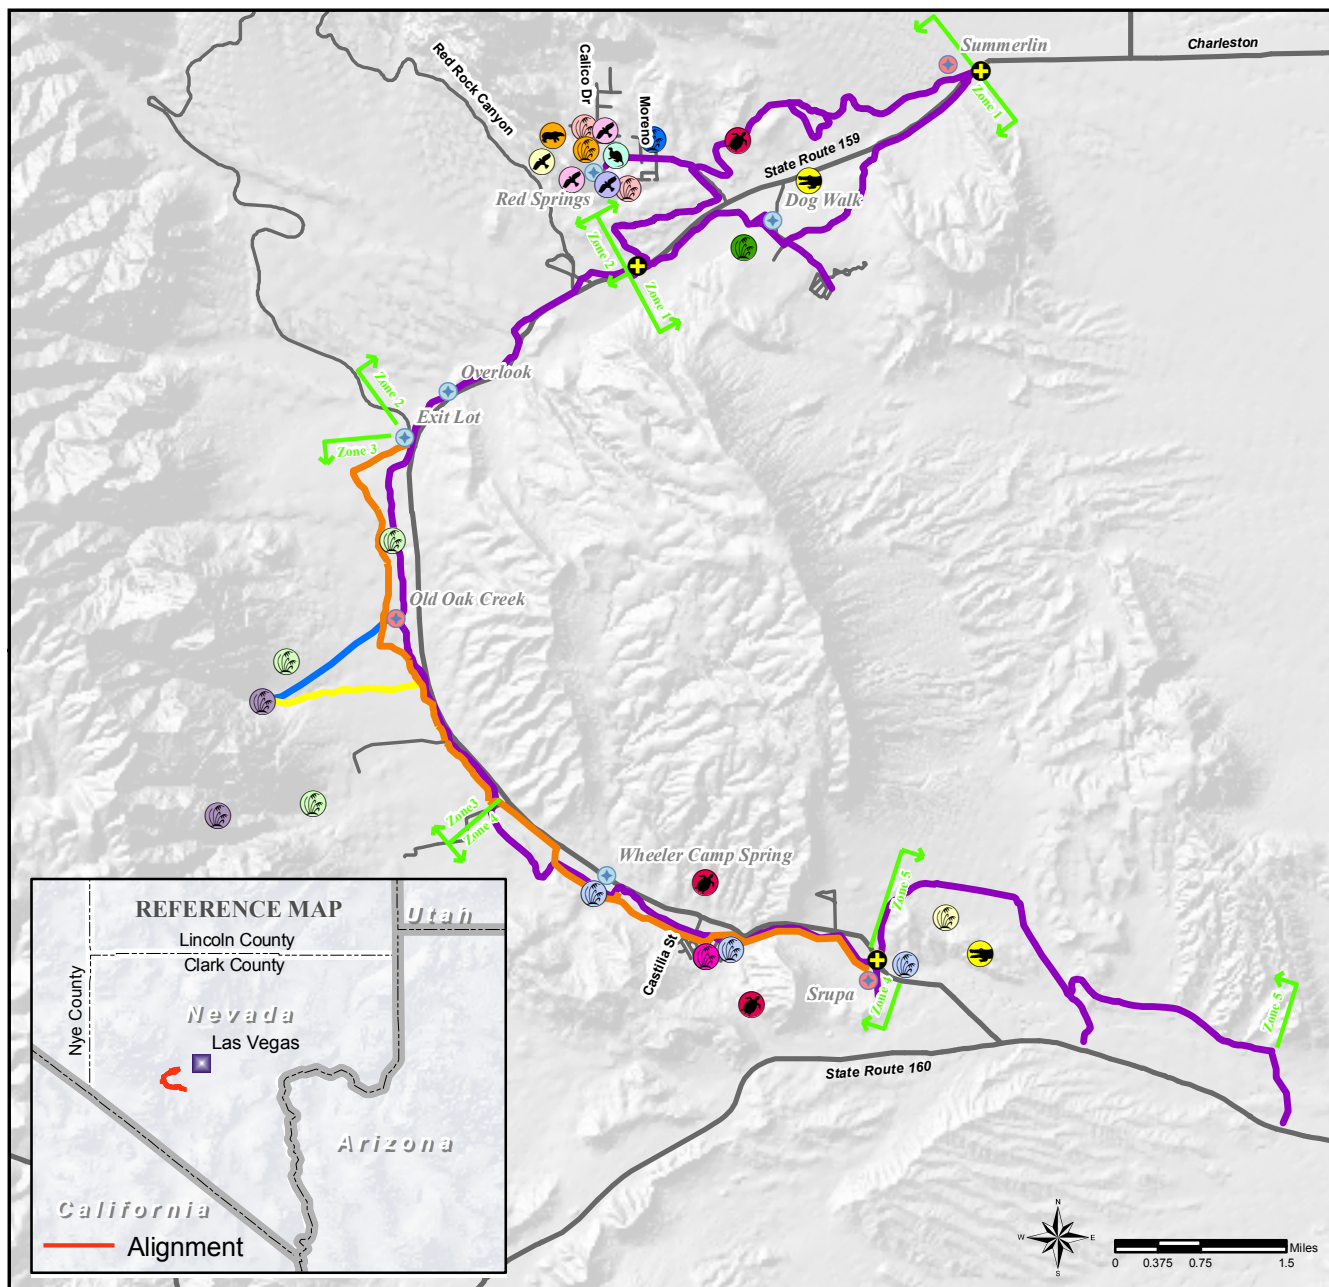 Summerlin
Charleston
Zone 1
Red Rock Canyon
Calico Dr
Moreno
State Route 159
Dog Walk
Red Springs
Zone 2
Zone 1
Overlook
Zone 2
Exit Lot
Zone 3
Old Oak Creek
Zone3
Zone 4
Wheeler Camp Spring
Zone 5
Castilia St
Srupa
Zone 4
Zone 5
State Route 160
REFERENCE MAP
Utah
Lincoln County
Clark County
Nye County
Nevada
Las Vegas
Arizona
California
Alignment
N
W
E
S
0 0.375 0.75 1.5 Miles